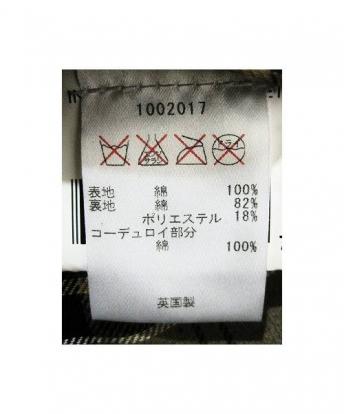 1002017
表地 綿 100%
裏地 綿 82%
ポリエステル 18%
コーデュロイ部分
綿 100%
英国製